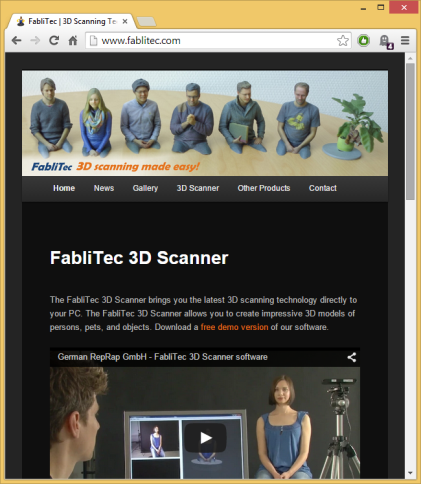 FabliTec | 3D Scanning Te
www.fablitec.com
4
FabliTec 3D scanning made easy!
Home News Gallery 3D Scanner Other Products Contact
FabliTec 3D Scanner
The FabliTec 3D Scanner brings you the latest 3D scanning technology directly to
your PC. The FabliTec 3D Scanner allows you to create impressive 3D models of
persons, pets, and objects. Download a free demo version of our software.
German RepRap GmbH - FabliTec 3D Scanner software